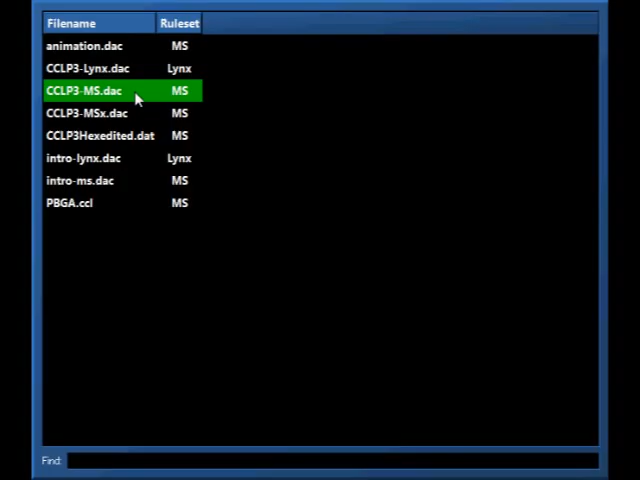 Filename Ruleset
animation.dac MS
CCLP3-Lynx.dac Lynx
CCLP3-MS.dac MS
CCLP3-MSx.dac MS
CCLP3Hexedited.dat MS
intro-lynx.dac Lynx
intro-ms.dac MS
PBGA.ccl MS
Find: